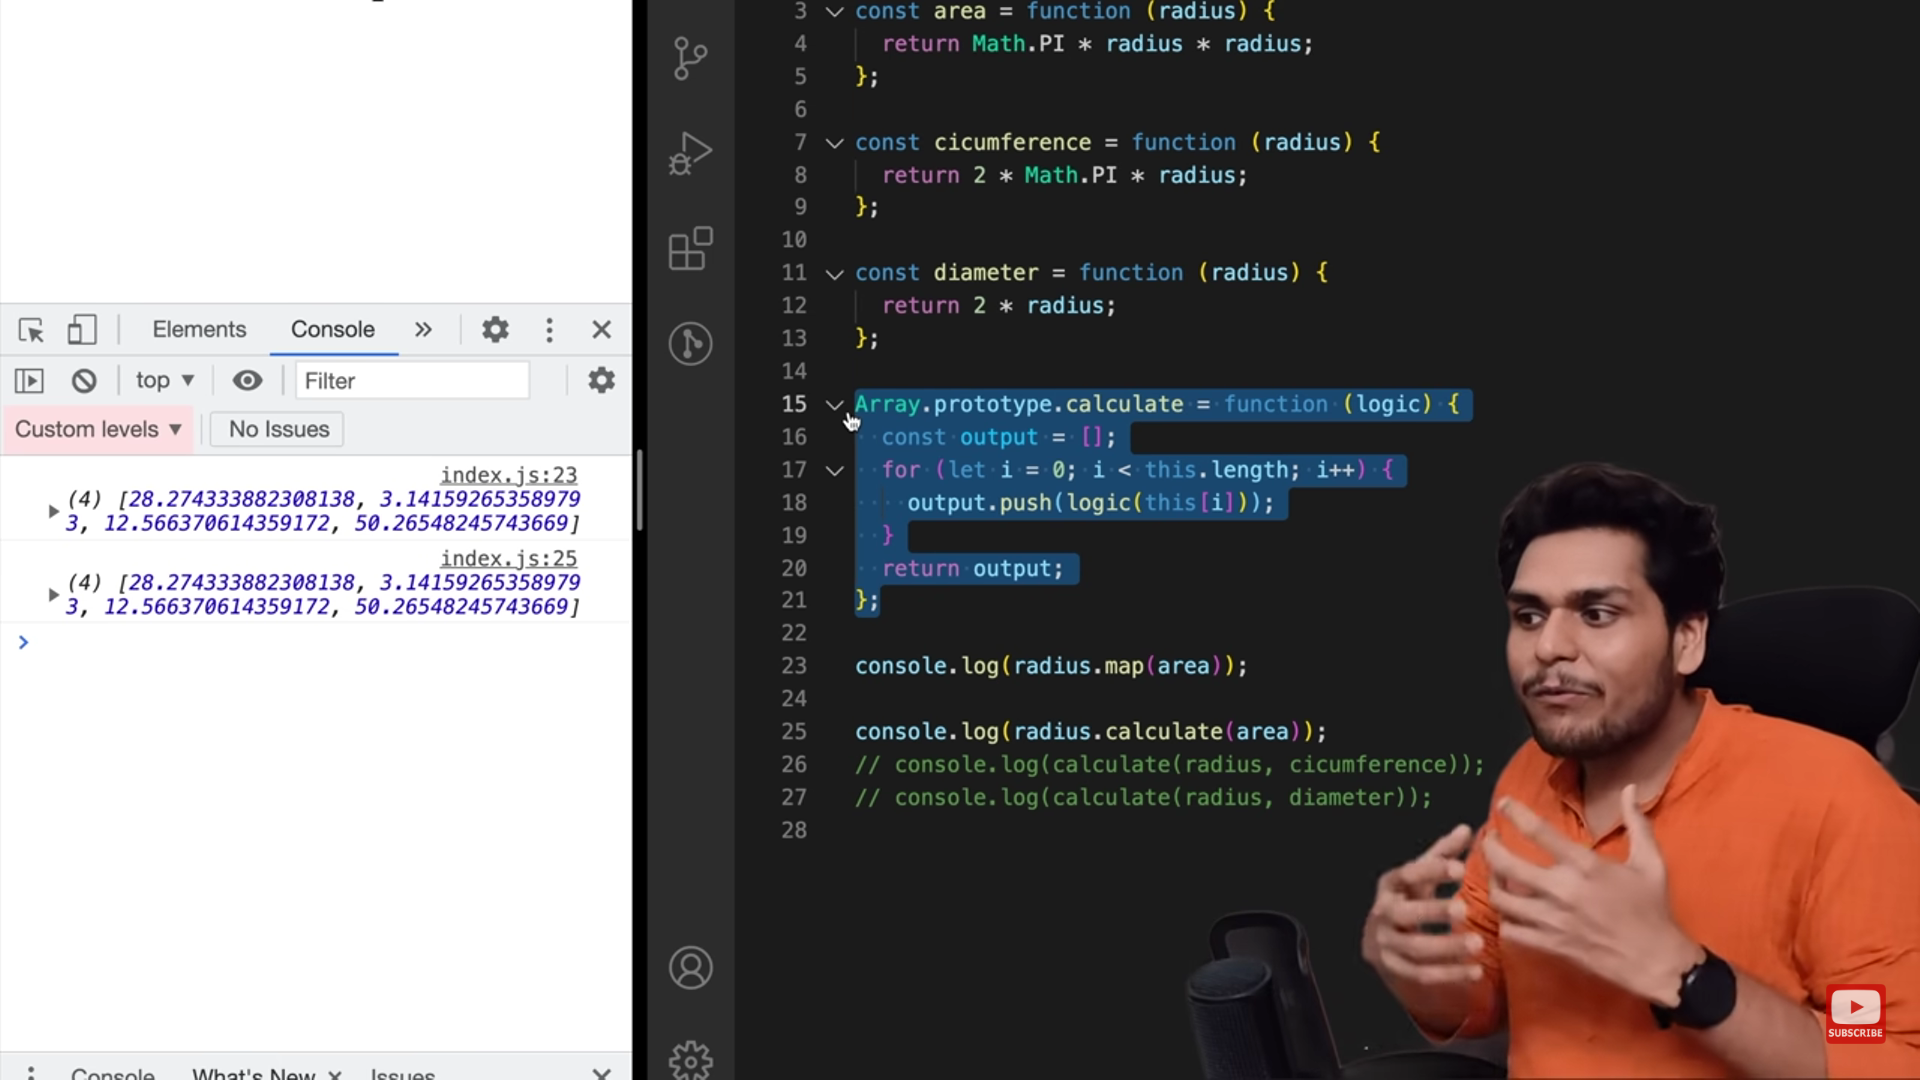 Elements Console »
top ▼ Filter
Custom levels ▼ No Issues
index.js:23
(4) [28.274333882308138, 3.14159265358979
3, 12.566370614359172, 50.26548245743669]
index.js:25
(4) [28.274333882308138, 3.14159265358979
3, 12.566370614359172, 50.26548245743669]
>
Console What's New × Issues
3 const area = function (radius) {
4 return Math.PI * radius * radius;
5 };
6
7 const cicumference = function (radius) {
8 return 2 * Math.PI * radius;
9 };
10
11 const diameter = function (radius) {
12 return 2 * radius;
13 };
14
15 Array.prototype.calculate = function (logic) {
16 const output = [];
17 for (let i = 0; i < this.length; i++) {
18 output.push(logic(this[i]));
19 }
20 return output;
21 };
22
23 console.log(radius.map(area));
24
25 console.log(radius.calculate(area));
26 // console.log(calculate(radius, cicumference));
27 // console.log(calculate(radius, diameter));
28
SUBSCRIBE